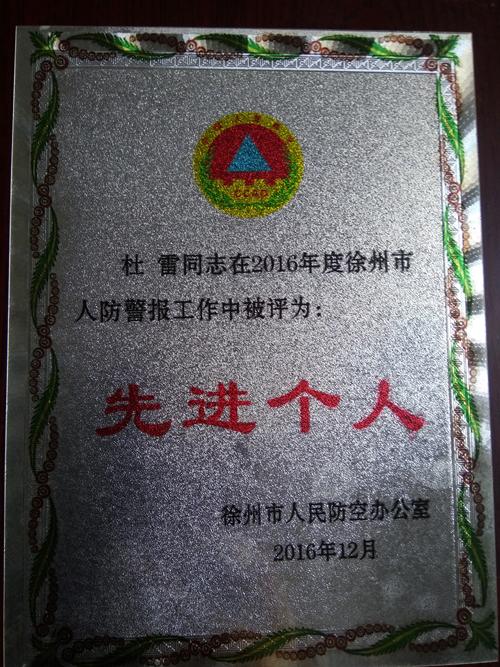 CCAD
杜 雷同志在2016年度徐州市
人防警报工作中被评为：
先进个人
徐州市人民防空办公室
2016年12月